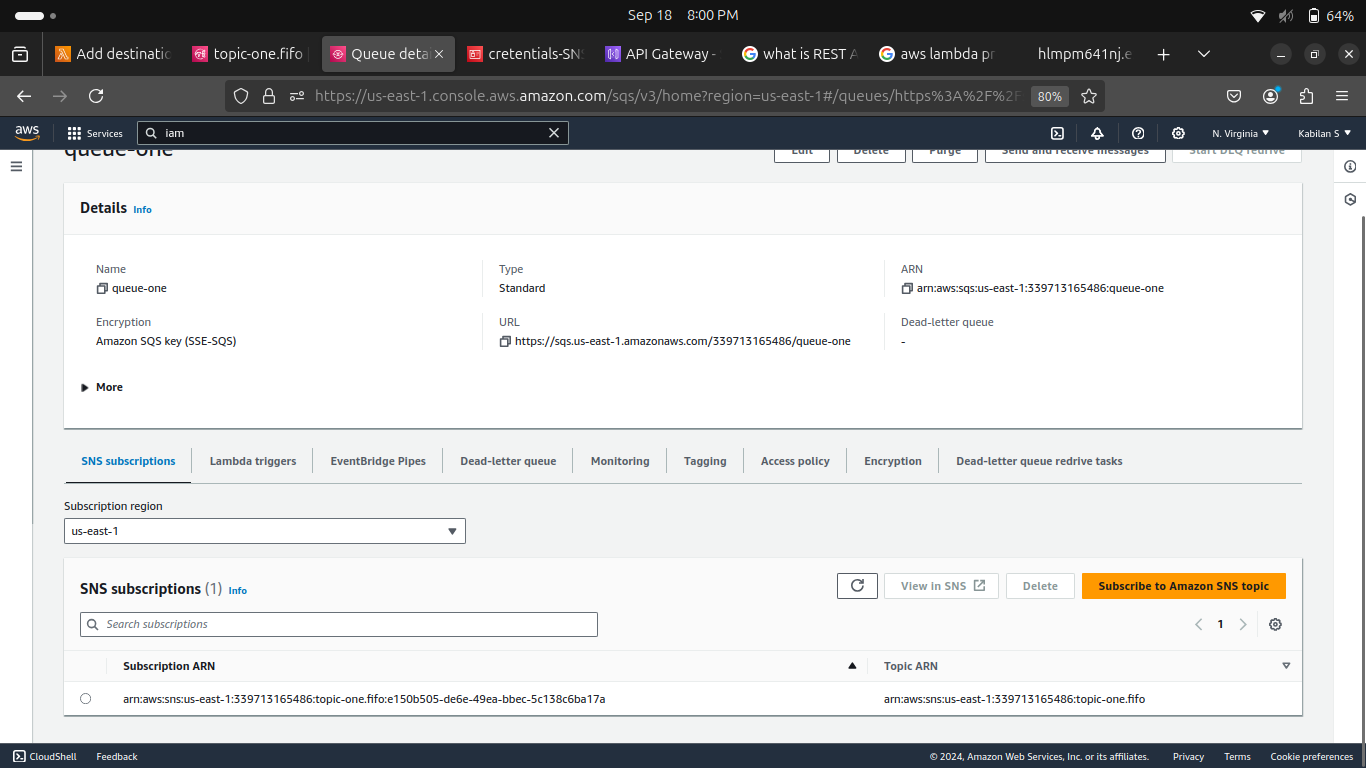 Sep 18 8:00 PM
64%
Add destinatio
topic-one.fifo
Queue detai
cretentials-SNS
API Gateway -
what is REST A
aws lambda pr
hlmpm641nj.e
https://us-east-1.console.aws.amazon.com/sqs/v3/home?region=us-east-1#/queues/https%3A%2F%2F
80%
aws
Services
iam
N. Virginia
Kabilan S
queue-one
Edit
Delete
Purge
Send and receive messages
Start DLQ redrive
Details Info
Name
queue-one
Type
Standard
ARN
arn:aws:sqs:us-east-1:339713165486:queue-one
Encryption
Amazon SQS key (SSE-SQS)
URL
https://sqs.us-east-1.amazonaws.com/339713165486/queue-one
Dead-letter queue
-
More
SNS subscriptions
Lambda triggers
EventBridge Pipes
Dead-letter queue
Monitoring
Tagging
Access policy
Encryption
Dead-letter queue redrive tasks
Subscription region
us-east-1
SNS subscriptions (1) Info
View in SNS
Delete
Subscribe to Amazon SNS topic
Search subscriptions
1
Subscription ARN
Topic ARN
arn:aws:sns:us-east-1:339713165486:topic-one.fifo:e150b505-de6e-49ea-bbec-5c138c6ba17a
arn:aws:sns:us-east-1:339713165486:topic-one.fifo
CloudShell
Feedback
© 2024, Amazon Web Services, Inc. or its affiliates.
Privacy
Terms
Cookie preferences